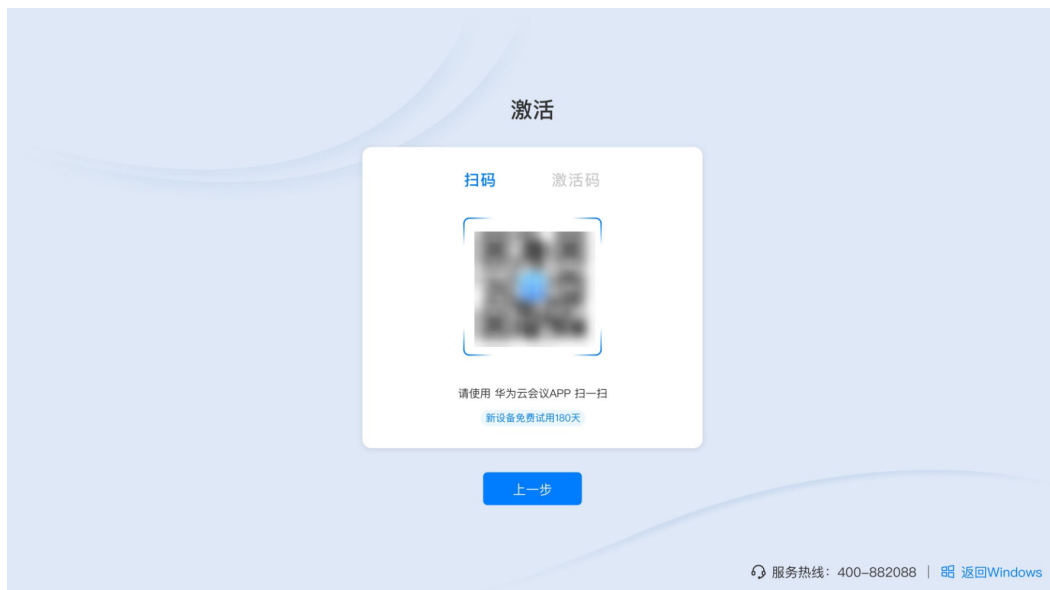 激活
扫码 激活码
请使用 华为云会议APP 扫一扫
新设备免费试用180天
上一步
服务热线：400-882088 | 返回Windows